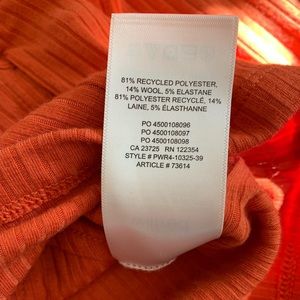 81% RECYCLED POLYESTER,
14% WOOL, 5% ELASTANE
81% POLYESTER RECYCLÉ, 14%
LAINE, 5% ÉLASTHANNE
PO 4500108096
PO 4500108097
PO 4500108098
CA 23725 RN 122354
STYLE # PWR4-10325-39
ARTICLE # 73614